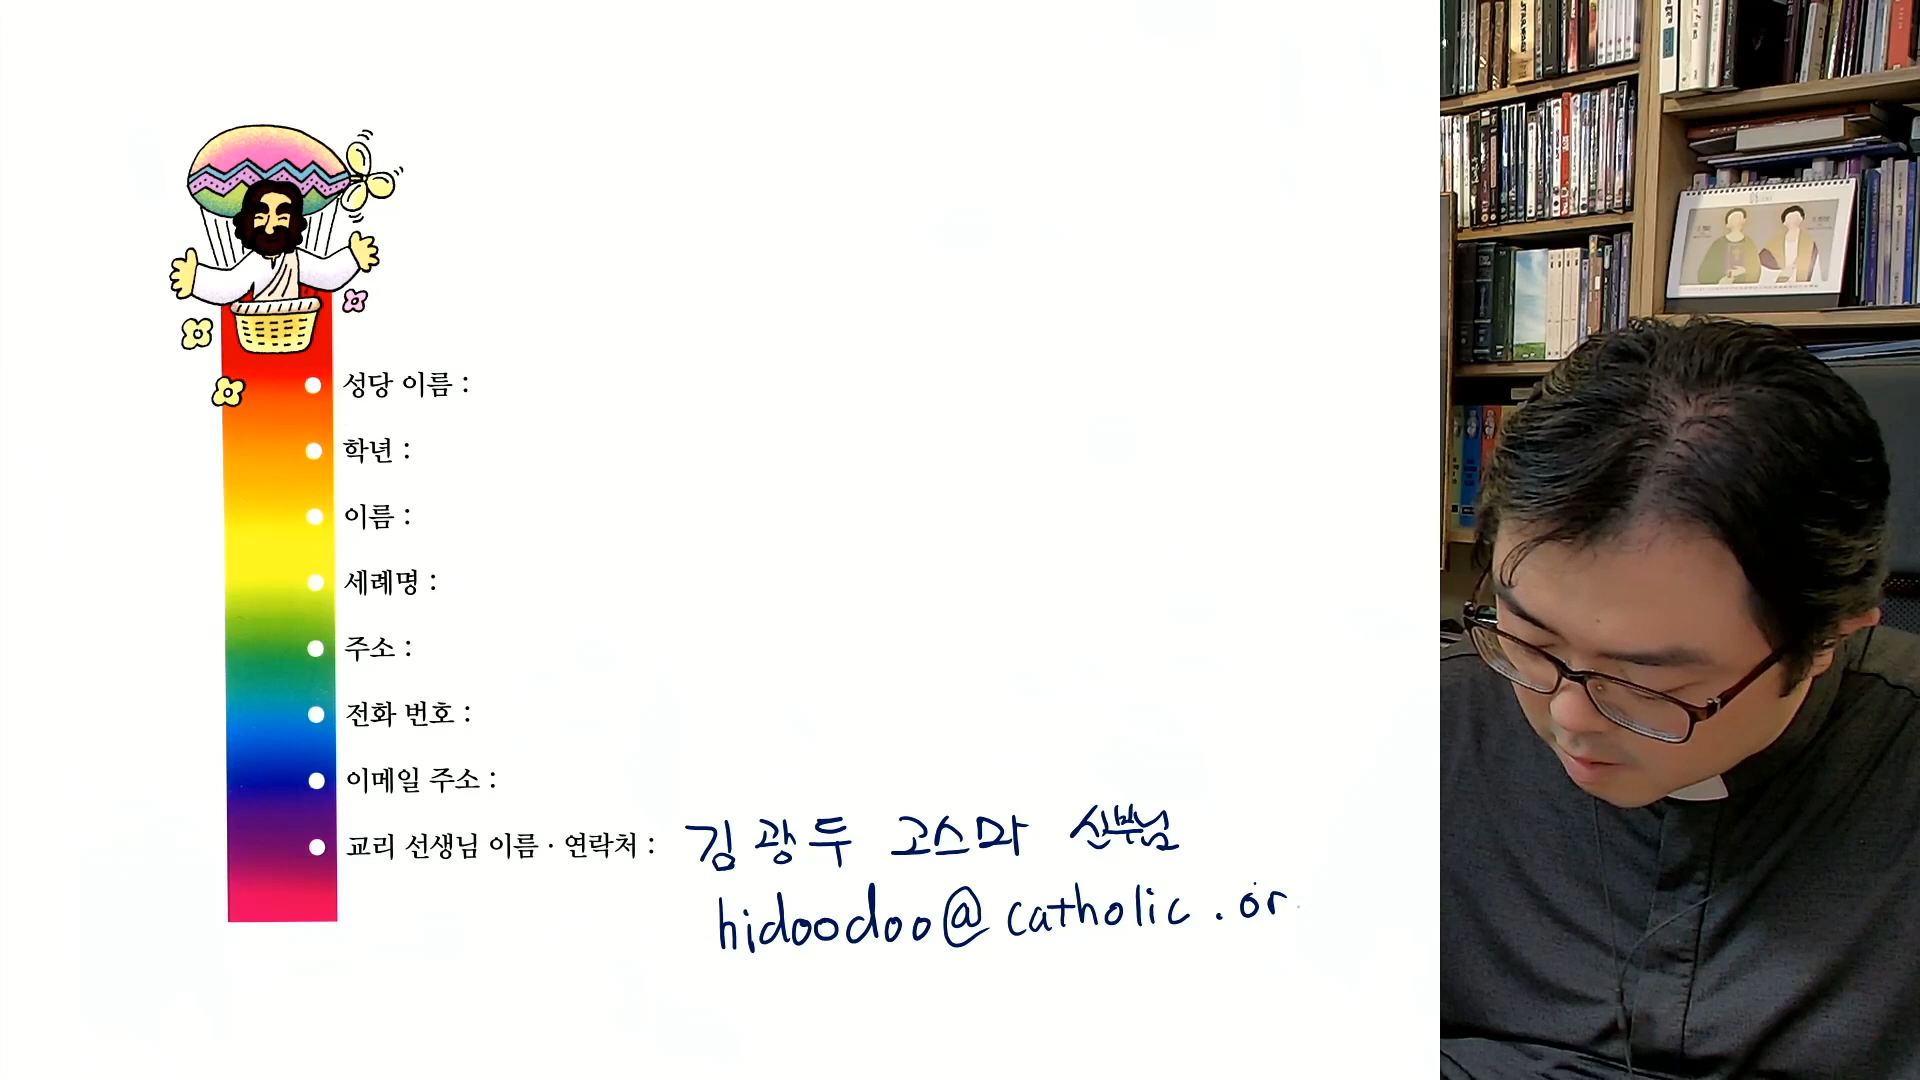 성당 이름 :
학년 :
이름 :
세례명 :
주소 :
전화 번호 :
이메일 주소 :
교리 선생님 이름 · 연락처 : 김광두 고스마 신부님
hidoodoo@catholic.or